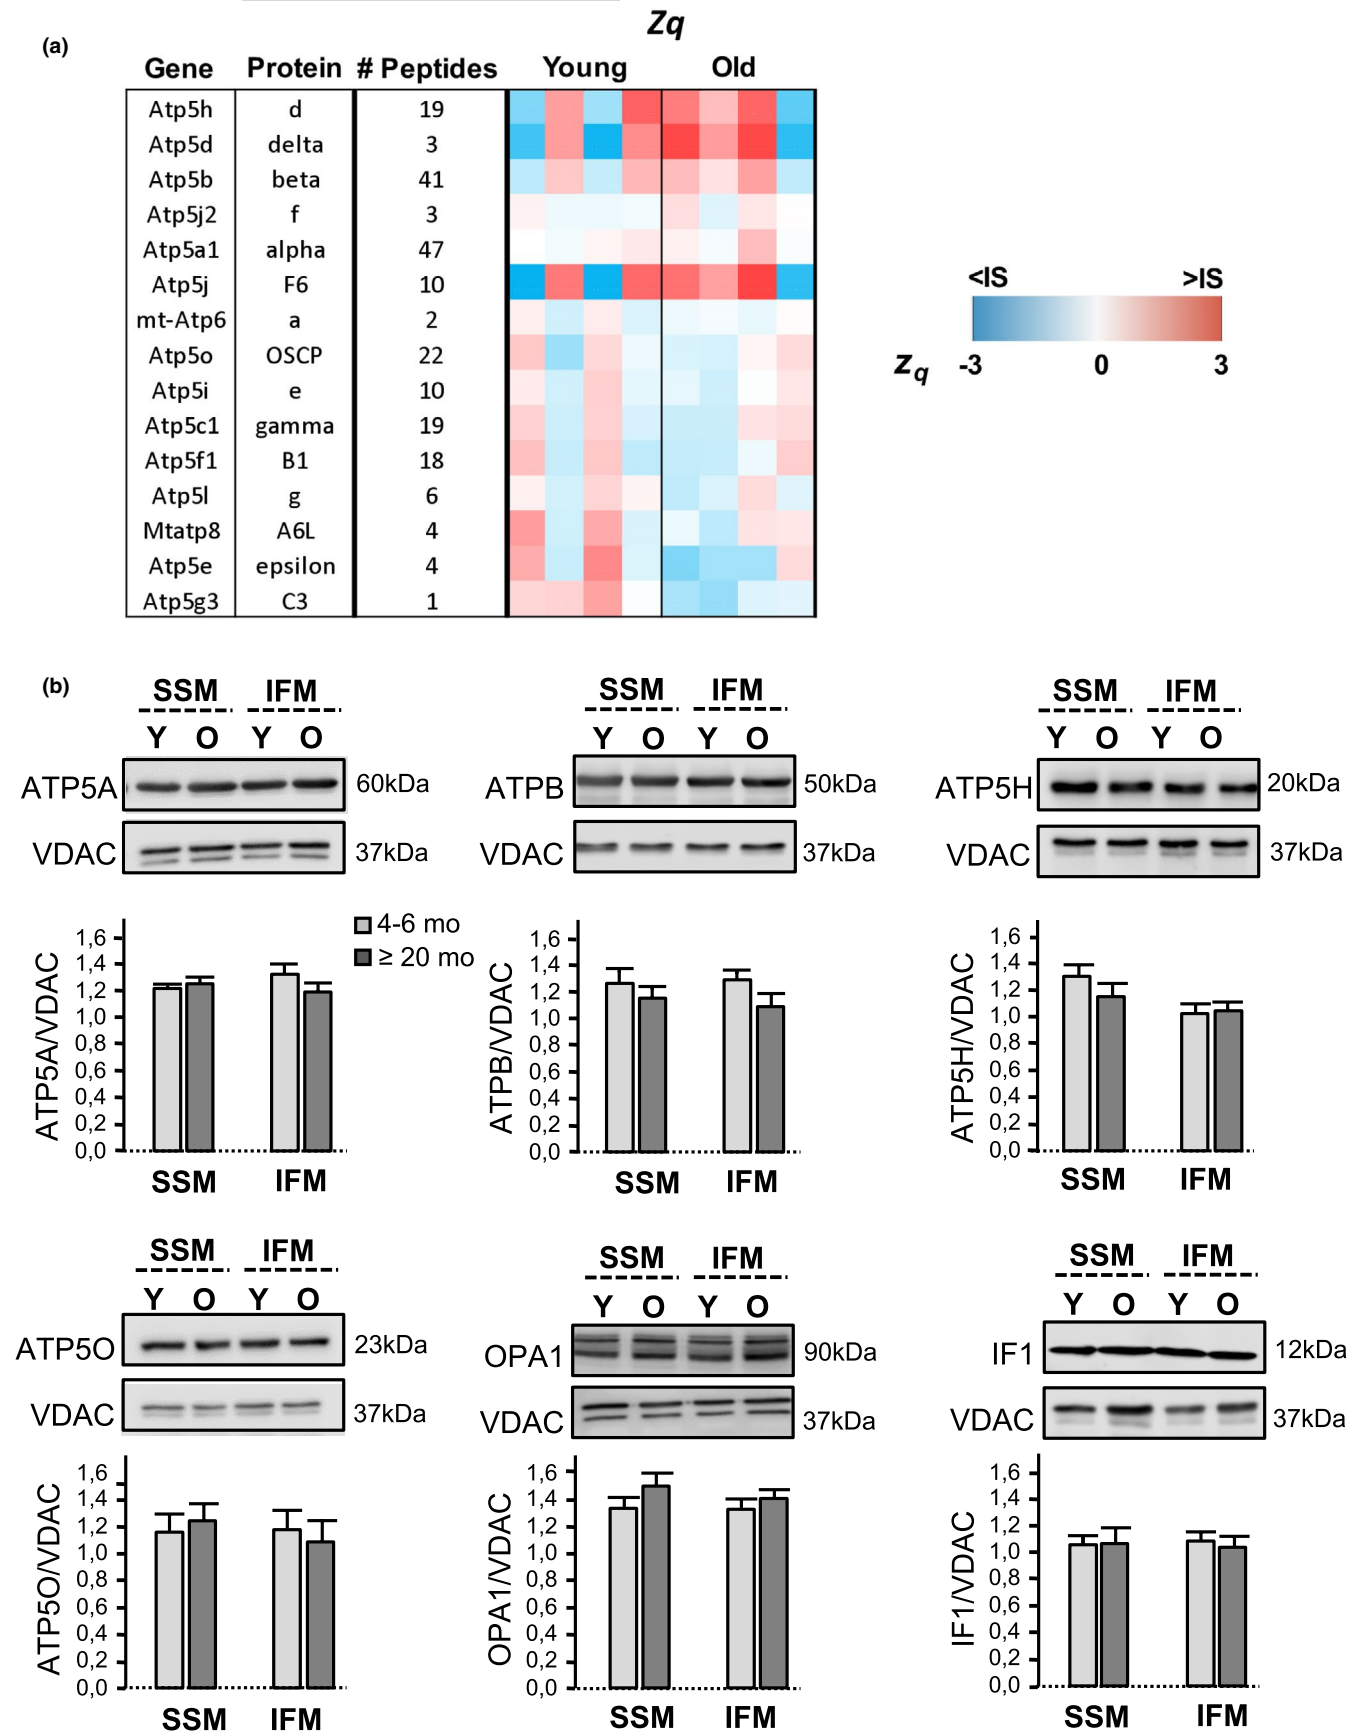 Zq
(a)
Gene Protein # Peptides Young Old
Atp5h d 19
Atp5d delta 3
Atp5b beta 41
Atp5j2 f 3
Atp5a1 alpha 47
Atp5j F6 10
mt-Atp6 a 2
Atp5o OSCP 22
Atp5i e 10
Atp5c1 gamma 19
Atp5f1 B1 18
Atp5l g 6
Mtatp8 A6L 4
Atp5e epsilon 4
Atp5g3 C3 1
<IS >IS
zq -3 0 3
(b)
SSM IFM
Y O Y O
ATP5A 60kDa
VDAC 37kDa
SSM IFM
Y O Y O
ATPB 50kDa
VDAC 37kDa
SSM IFM
Y O Y O
ATP5H 20kDa
VDAC 37kDa
4-6 mo
≥ 20 mo
ATP5A/VDAC
1,6
1,4
1,2
1,0
0,8
0,6
0,4
0,2
0,0
SSM IFM
ATPB/VDAC
1,6
1,4
1,2
1,0
0,8
0,6
0,4
0,2
0,0
SSM IFM
ATP5H/VDAC
1,6
1,4
1,2
1,0
0,8
0,6
0,4
0,2
0,0
SSM IFM
SSM IFM
Y O Y O
ATP5O 23kDa
VDAC 37kDa
SSM IFM
Y O Y O
OPA1 90kDa
VDAC 37kDa
SSM IFM
Y O Y O
IF1 12kDa
VDAC 37kDa
ATP5O/VDAC
1,6
1,4
1,2
1,0
0,8
0,6
0,4
0,2
0,0
SSM IFM
OPA1/VDAC
1,6
1,4
1,2
1,0
0,8
0,6
0,4
0,2
0,0
SSM IFM
IF1/VDAC
1,6
1,4
1,2
1,0
0,8
0,6
0,4
0,2
0,0
SSM IFM